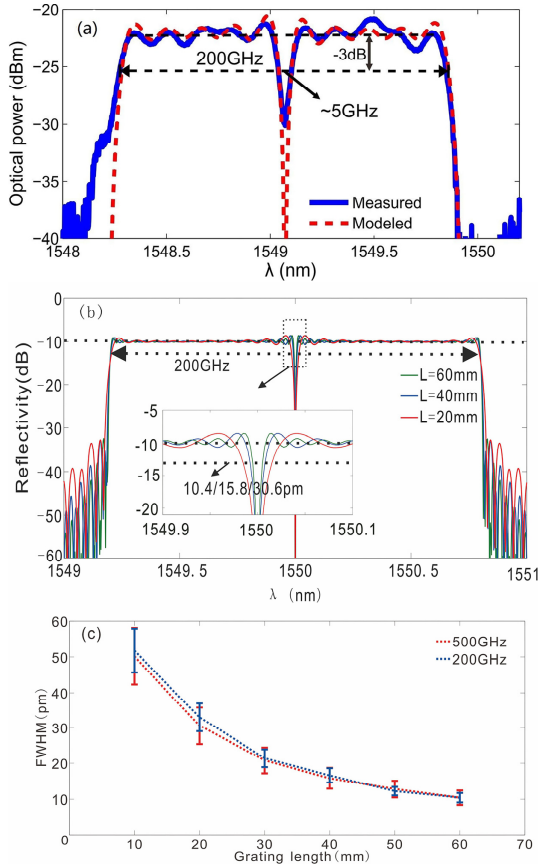 (a)
Optical power (dBm)
-20
-25
-30
-35
-40
200GHz
-3dB
~5GHz
Measured
Modeled
1548
1548.5
1549
1549.5
1550
λ (nm)
(b)
Reflectivity(dB)
0
-10
-20
-30
-40
-50
-60
200GHz
L=60mm
L=40mm
L=20mm
-5
-10
-15
-20
10.4/15.8/30.6pm
1549.9
1550
1550.1
1549
1549.5
1550
1550.5
1551
λ (nm)
(c)
FWHM(pm)
60
50
40
30
20
10
0
500GHz
200GHz
10
20
30
40
50
60
70
Grating length(mm)